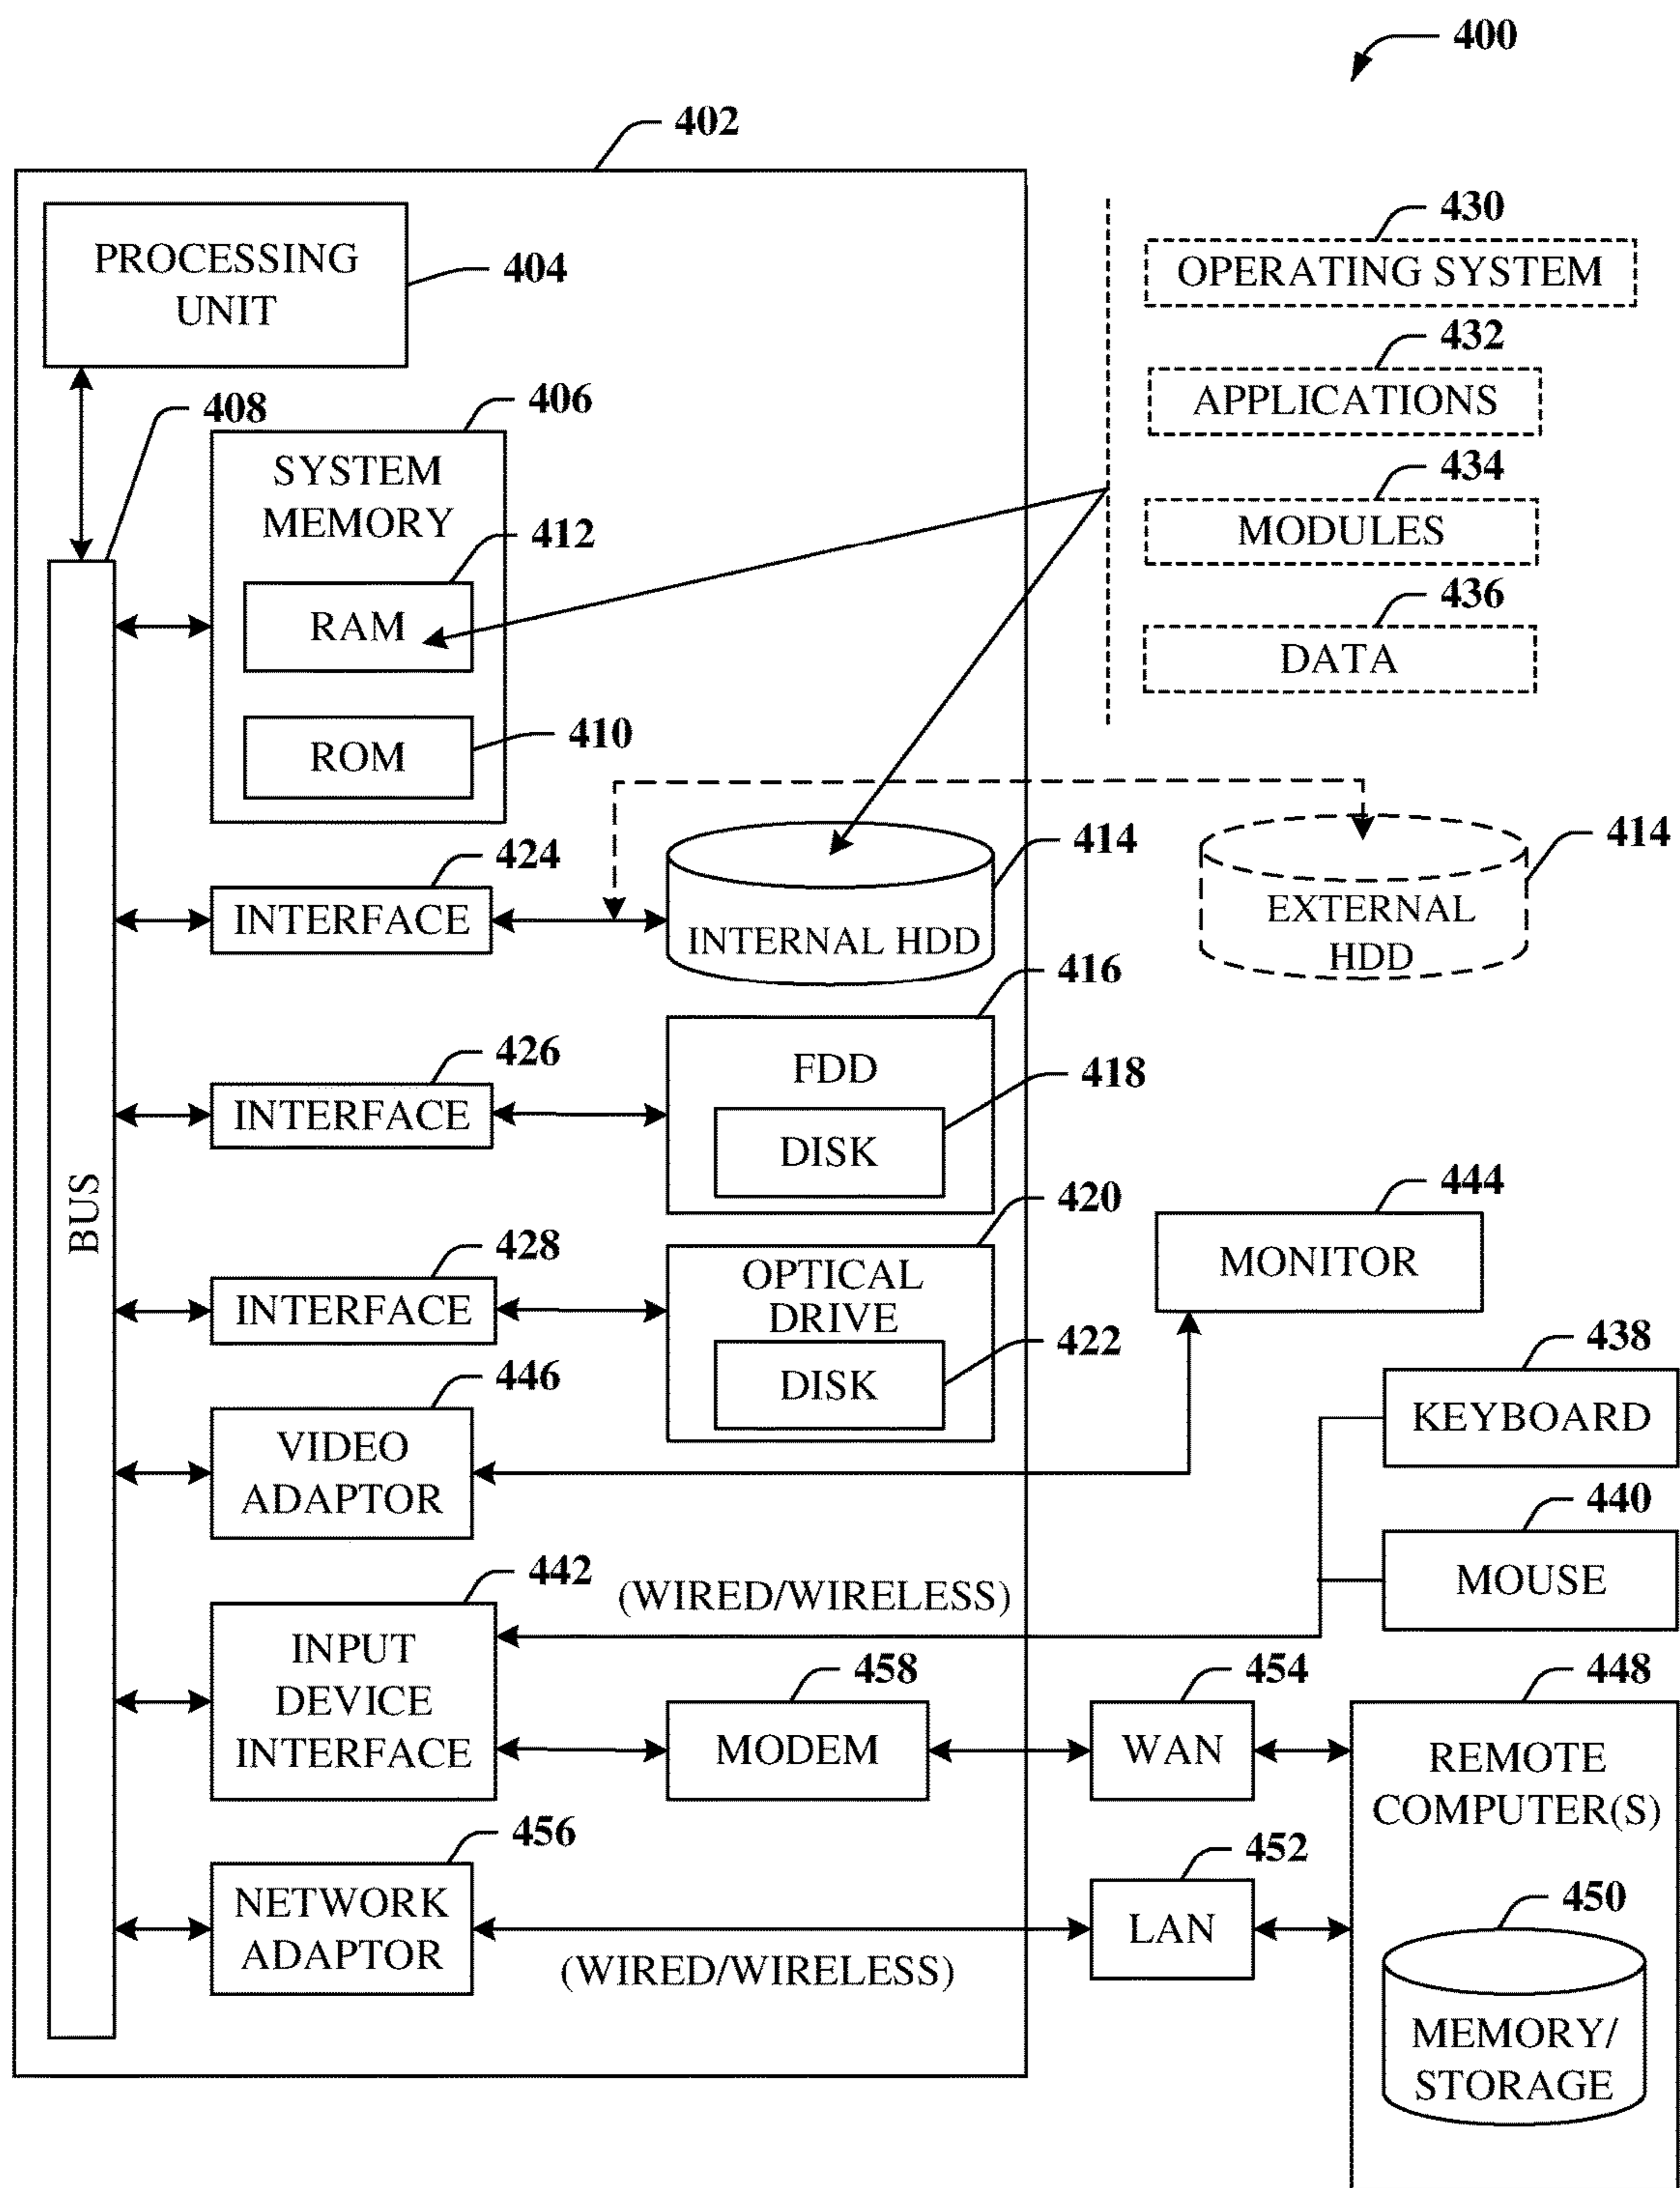 400
402
PROCESSING
UNIT
404
430
OPERATING SYSTEM
432
APPLICATIONS
434
MODULES
436
DATA
408
406
SYSTEM
MEMORY
412
RAM
410
ROM
424
INTERFACE
414
INTERNAL HDD
414
EXTERNAL
HDD
426
INTERFACE
416
FDD
418
DISK
BUS
428
INTERFACE
420
OPTICAL
DRIVE
422
DISK
444
MONITOR
446
VIDEO
ADAPTOR
438
KEYBOARD
440
MOUSE
442
(WIRED/WIRELESS)
INPUT
DEVICE
INTERFACE
458
MODEM
454
WAN
448
REMOTE
COMPUTER(S)
456
NETWORK
ADAPTOR
(WIRED/WIRELESS)
452
LAN
450
MEMORY/
STORAGE